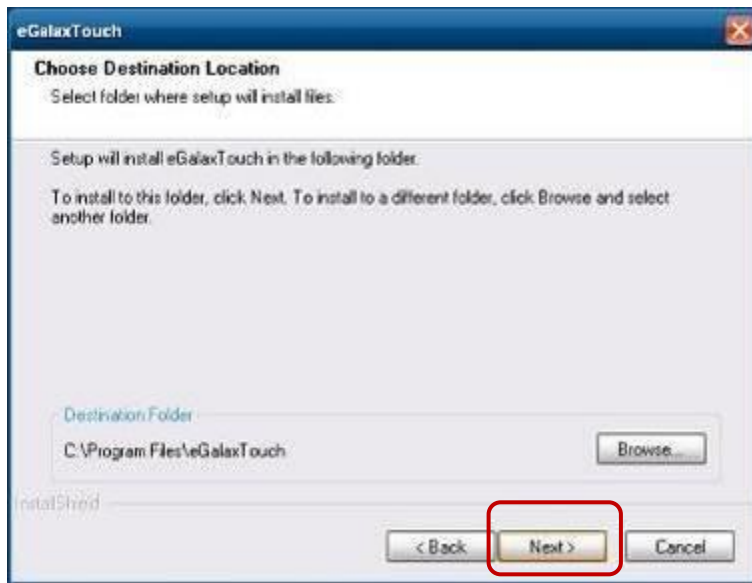 eGalaxTouch
Choose Destination Location
Select folder where setup will install files.
Setup will install eGalaxTouch in the following folder.
To install to this folder, click Next. To install to a different folder, click Browse and select
another folder.
Destination Folder
C:\Program Files\eGalaxTouch
Browse...
InstallShield
< Back
Next >
Cancel